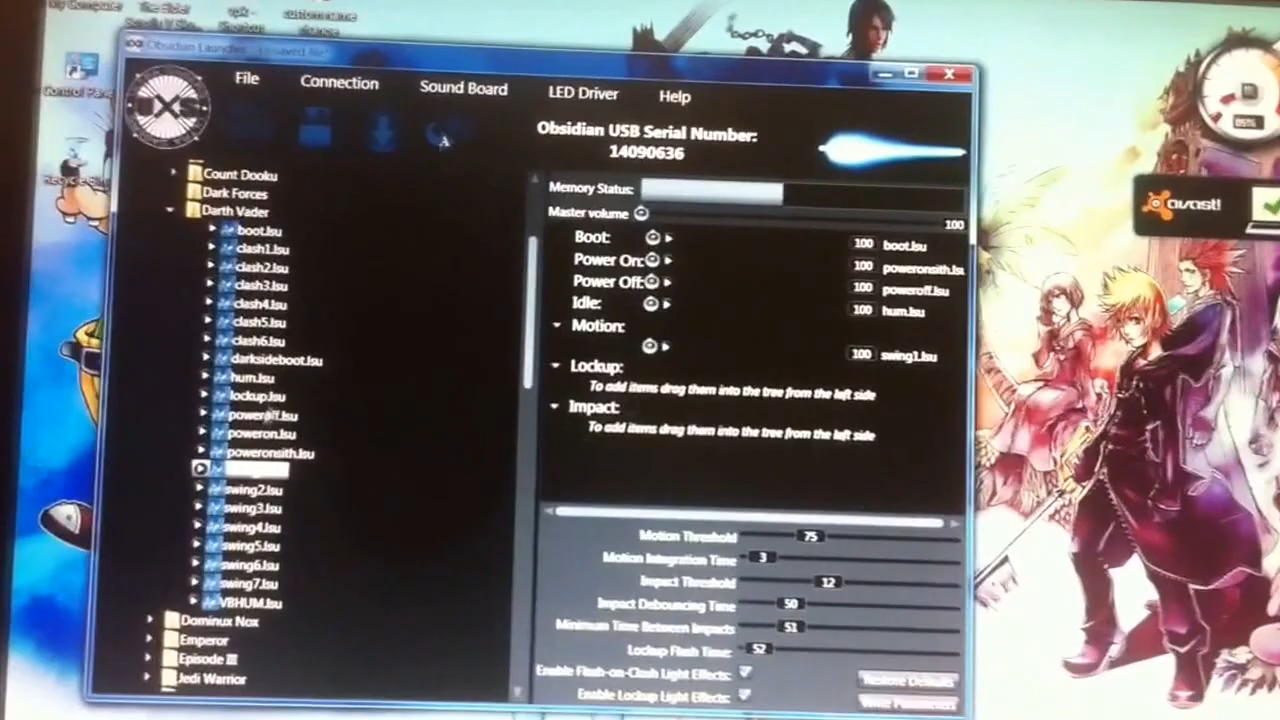 My Computer
The Elder
Control Pane
customname
change
Obsidian Launcher
File Connection Sound Board LED Driver Help
Obsidian USB Serial Number:
14090636
Memory Status:
Master volume
100
Boot: 100 boot.lsu
Power On: 100 poweronsith.lsu
Power Off: 100 poweroff.lsu
Idle: 100 hum.lsu
Motion:
100 swing1.lsu
Lockup:
To add items drag them into the tree from the left side
Impact:
To add items drag them into the tree from the left side
Motion Threshold 75
Motion Integration Time 3
Impact Threshold 12
Impact Debouncing Time 50
Minimum Time Between Impacts 51
Lockup Flash Time: 52
Enable Flash-on-Clash Light Effects:
Enable Lockup Light Effects:
Restore Defaults
Count Dooku
Dark Forces
Darth Vader
boot.lsu
clash1.lsu
clash2.lsu
clash3.lsu
clash4.lsu
clash5.lsu
clash6.lsu
darksideboot.lsu
hum.lsu
lockup.lsu
poweroff.lsu
poweron.lsu
poweronsith.lsu
swing2.lsu
swing3.lsu
swing4.lsu
swing5.lsu
swing6.lsu
swing7.lsu
VBHUM.lsu
Dominux Nox
Emperor
Episode III
Jedi Warrior
avast!